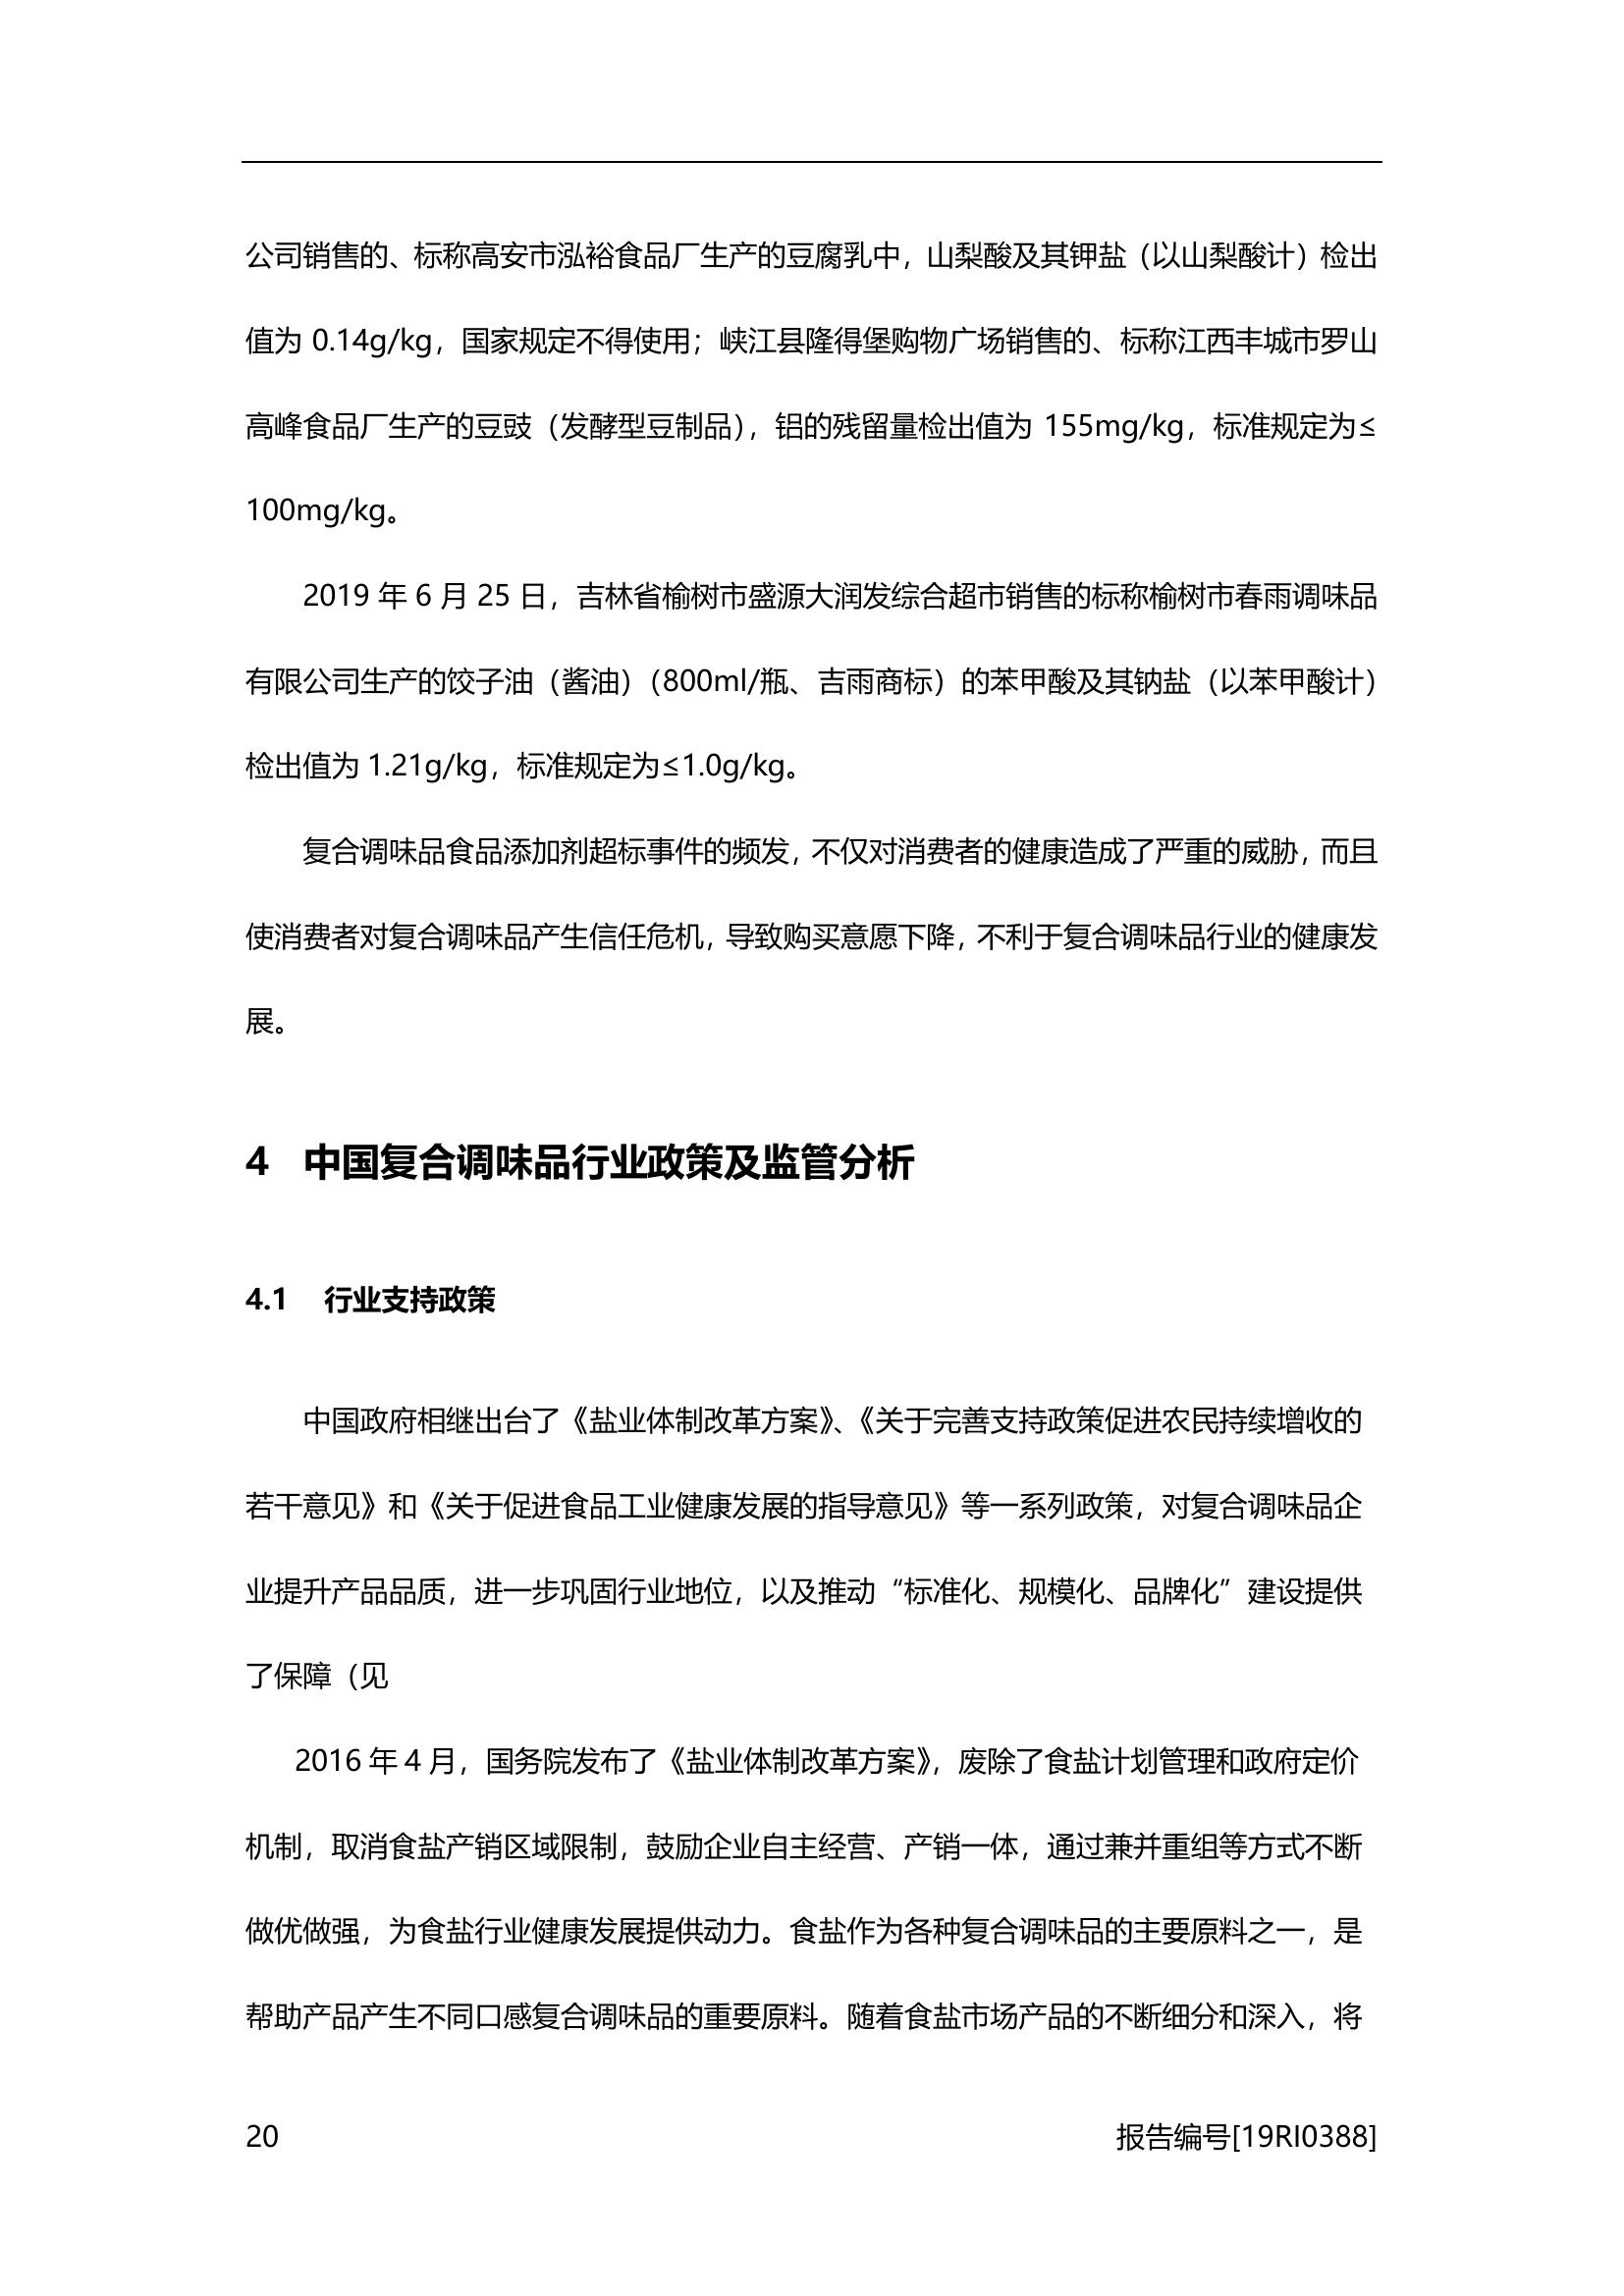 公司销售的、标称高安市泓裕食品厂生产的豆腐乳中，山梨酸及其钾盐（以山梨酸计）检出
值为 0.14g/kg，国家规定不得使用；峡江县隆得堡购物广场销售的、标称江西丰城市罗山
高峰食品厂生产的豆豉（发酵型豆制品），铝的残留量检出值为 155mg/kg，标准规定为≤
100mg/kg。
2019 年 6 月 25 日，吉林省榆树市盛源大润发综合超市销售的标称榆树市春雨调味品
有限公司生产的饺子油（酱油）（800ml/瓶、吉雨商标）的苯甲酸及其钠盐（以苯甲酸计）
检出值为 1.21g/kg，标准规定为≤1.0g/kg。
复合调味品食品添加剂超标事件的频发，不仅对消费者的健康造成了严重的威胁，而且
使消费者对复合调味品产生信任危机，导致购买意愿下降，不利于复合调味品行业的健康发
展。
4 中国复合调味品行业政策及监管分析
4.1 行业支持政策
中国政府相继出台了《盐业体制改革方案》、《关于完善支持政策促进农民持续增收的
若干意见》和《关于促进食品工业健康发展的指导意见》等一系列政策，对复合调味品企
业提升产品品质，进一步巩固行业地位，以及推动“标准化、规模化、品牌化”建设提供
了保障（见
2016 年 4 月，国务院发布了《盐业体制改革方案》，废除了食盐计划管理和政府定价
机制，取消食盐产销区域限制，鼓励企业自主经营、产销一体，通过兼并重组等方式不断
做优做强，为食盐行业健康发展提供动力。食盐作为各种复合调味品的主要原料之一，是
帮助产品产生不同口感复合调味品的重要原料。随着食盐市场产品的不断细分和深入，将
20 报告编号[19RI0388]